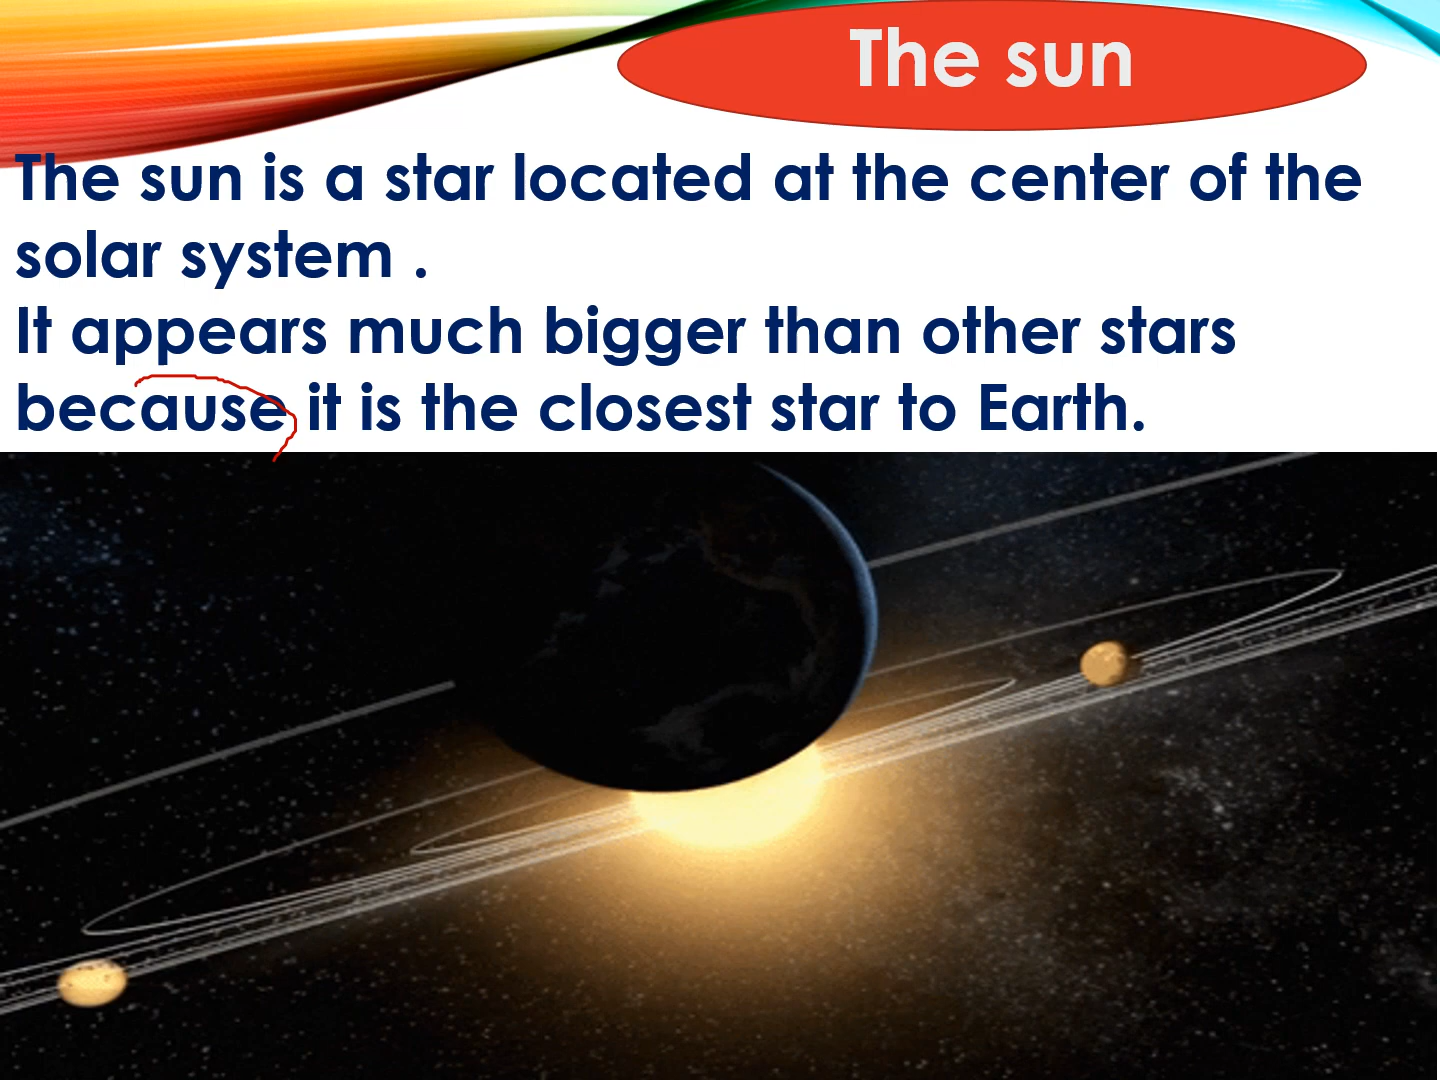 The sun
The sun is a star located at the center of the
solar system .
It appears much bigger than other stars
because it is the closest star to Earth.